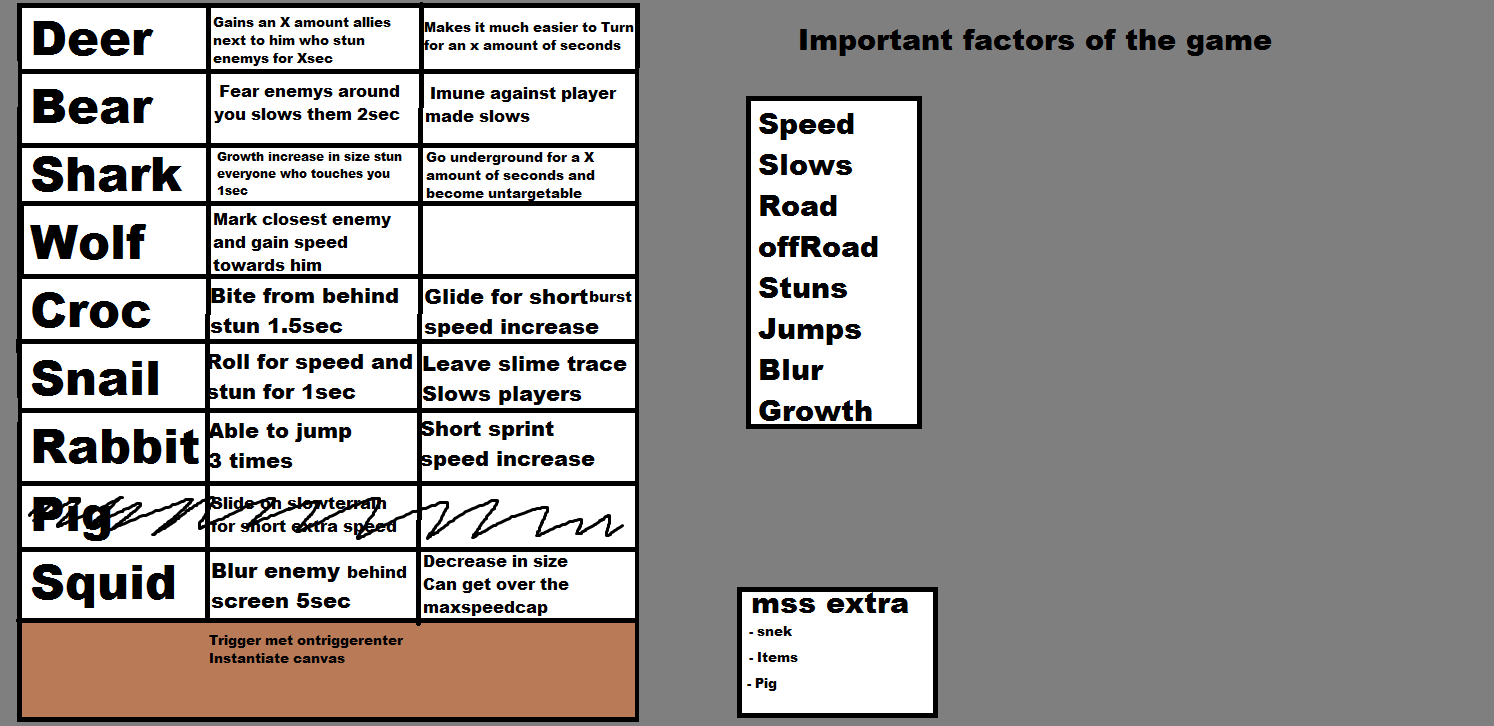 Deer
Gains an X amount allies
next to him who stun
enemys for Xsec
Makes it much easier to Turn
for an x amount of seconds
Bear
Fear enemys around
you slows them 2sec
Imune against player
made slows
Shark
Growth increase in size stun
everyone who touches you
1sec
Go underground for a X
amount of seconds and
become untargetable
Wolf
Mark closest enemy
and gain speed
towards him
Croc
Bite from behind
stun 1.5sec
Glide for short burst
speed increase
Snail
Roll for speed and
stun for 1sec
Leave slime trace
Slows players
Rabbit
Able to jump
3 times
Short sprint
speed increase
Pig
Slide on slowterrain
for short extra speed
Squid
Blur enemy behind
screen 5sec
Decrease in size
Can get over the
maxspeedcap
Trigger met ontriggerenter
Instantiate canvas
Important factors of the game
Speed
Slows
Road
offRoad
Stuns
Jumps
Blur
Growth
mss extra
- snek
- Items
- Pig